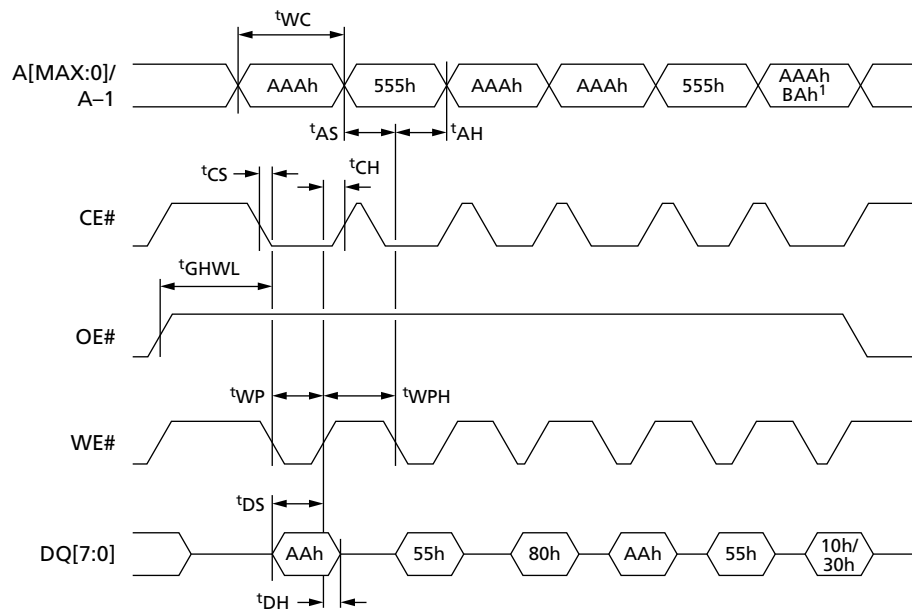 tWC
A[MAX:0]/
A–1
AAAh
555h
AAAh
AAAh
555h
AAAh
BAh1
tAS
tAH
tCS
tCH
CE#
tGHWL
OE#
tWP
tWPH
WE#
tDS
DQ[7:0]
AAh
55h
80h
AAh
55h
10h/
30h
tDH